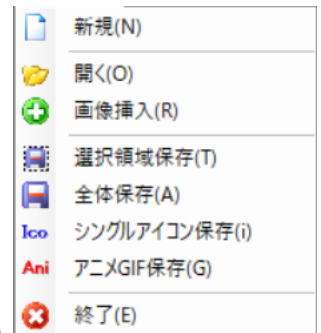 新規(N)
開く(O)
画像挿入(R)
選択領域保存(T)
全体保存(A)
Ico シングルアイコン保存(i)
Ani アニメGIF保存(G)
終了(E)